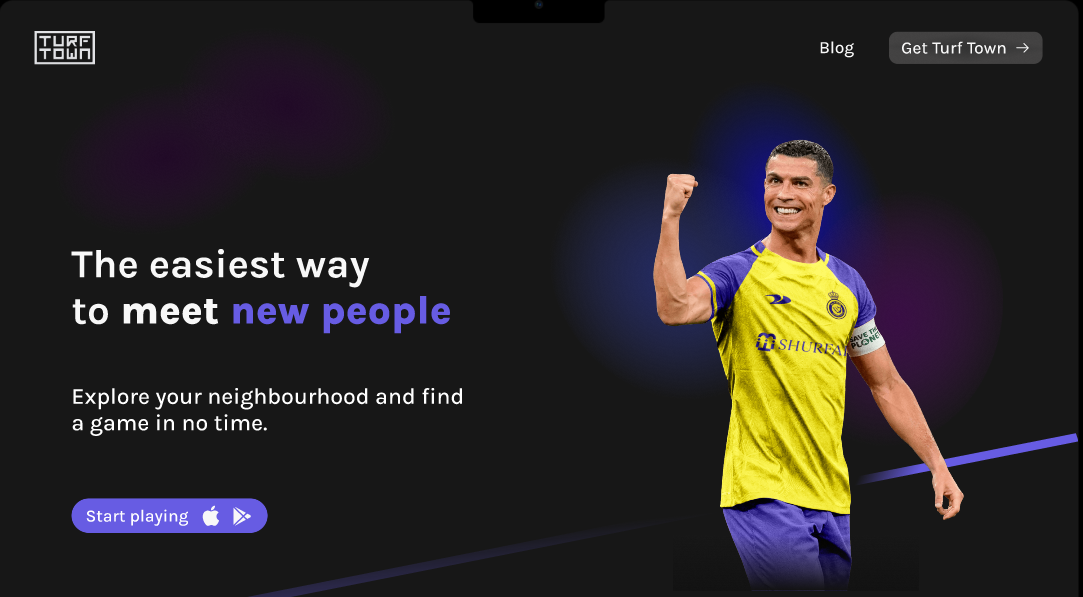 TURF
TOWN
Blog
Get Turf Town →
The easiest way
to meet new people
Explore your neighbourhood and find
a game in no time.
Start playing
SAVE THE
PLANET